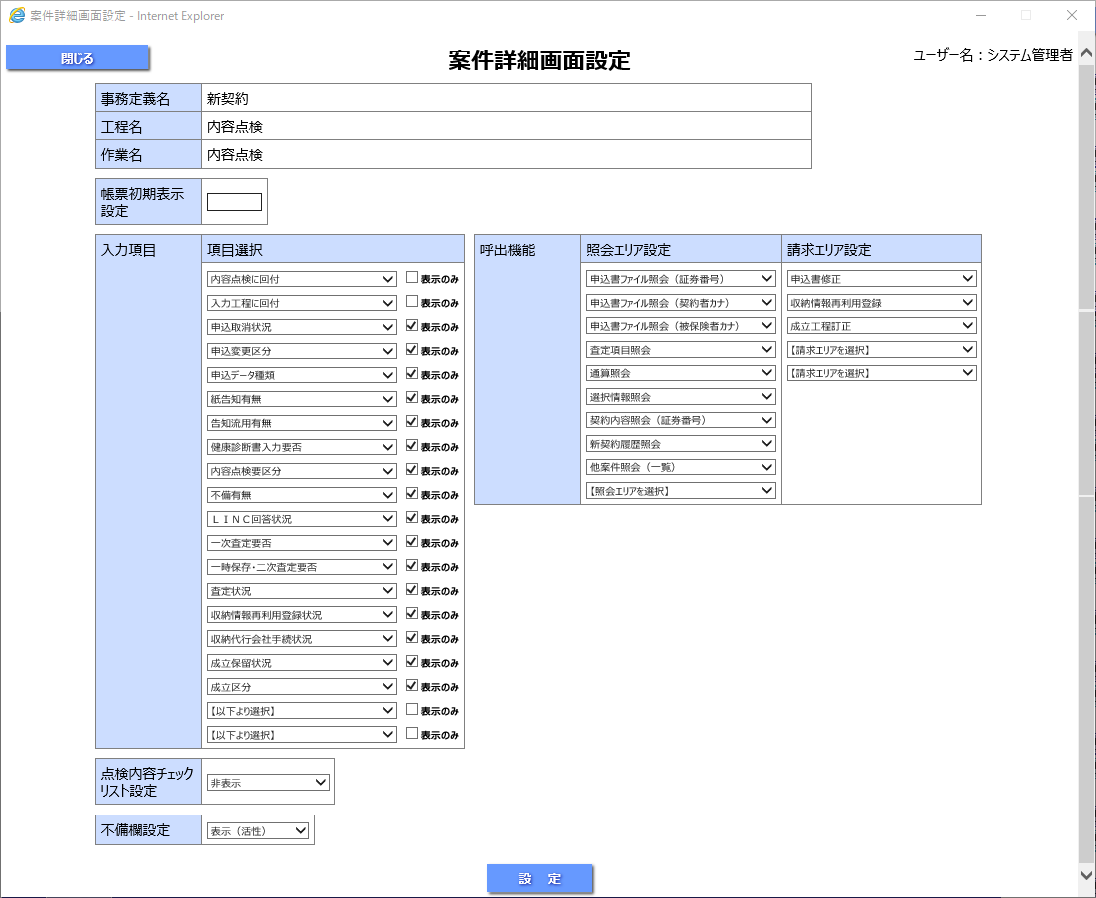 案件詳細画面設定 - Internet Explorer
閉じる
案件詳細画面設定
ユーザー名：システム管理者
事務定義名 新契約
工程名 内容点検
作業名 内容点検
帳票初期表示
設定
入力項目 項目選択
内容点検に回付 表示のみ
入力工程に回付 表示のみ
申込取消状況 表示のみ
申込変更区分 表示のみ
申込データ種類 表示のみ
紙告知有無 表示のみ
告知流用有無 表示のみ
健康診断書入力要否 表示のみ
内容点検要区分 表示のみ
不備有無 表示のみ
ＬＩＮＣ回答状況 表示のみ
一次査定要否 表示のみ
一時保存・二次査定要否 表示のみ
査定状況 表示のみ
収納情報再利用登録状況 表示のみ
収納代行会社手続状況 表示のみ
成立保留状況 表示のみ
成立区分 表示のみ
【以下より選択】 表示のみ
【以下より選択】 表示のみ
呼出機能 照会エリア設定 請求エリア設定
申込書ファイル照会（証券番号） 申込書修正
申込書ファイル照会（契約者カナ） 収納情報再利用登録
申込書ファイル照会（被保険者カナ） 成立工程訂正
査定項目照会 【請求エリアを選択】
通算照会 【請求エリアを選択】
選択情報照会
契約内容照会（証券番号）
新契約履歴照会
他案件照会（一覧）
【照会エリアを選択】
点検内容チェック
リスト設定
非表示
不備欄設定 表示（活性）
設 定